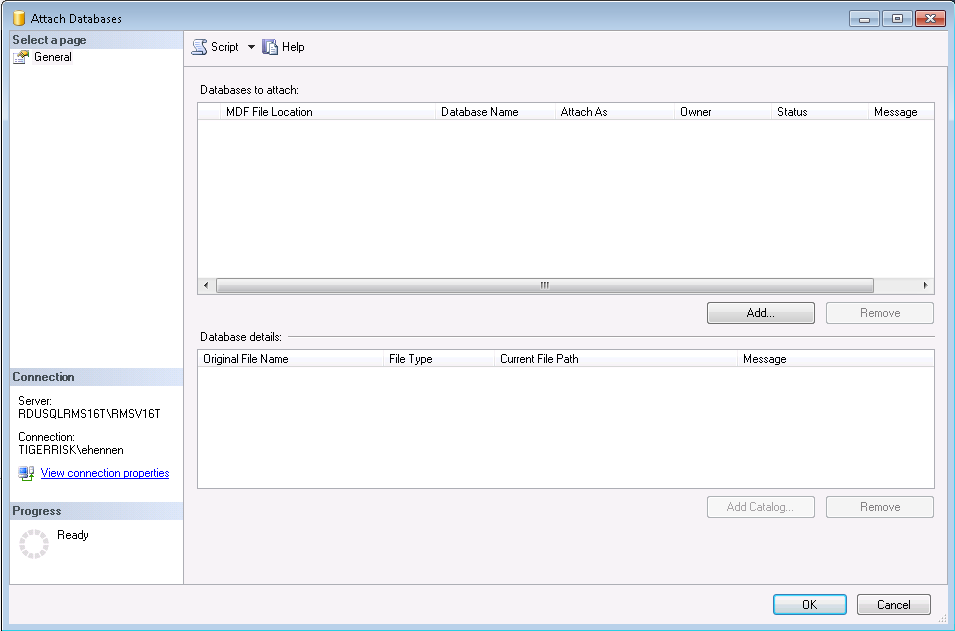 Attach Databases
Select a page
General
Script Help
Databases to attach:
MDF File Location Database Name Attach As Owner Status Message
Add... Remove
Database details:
Original File Name File Type Current File Path Message
Add Catalog... Remove
Connection
Server:
RDUSQLRMS16T\RMSV16T
Connection:
TIGERRISK\ehennen
View connection properties
Progress
Ready
OK Cancel